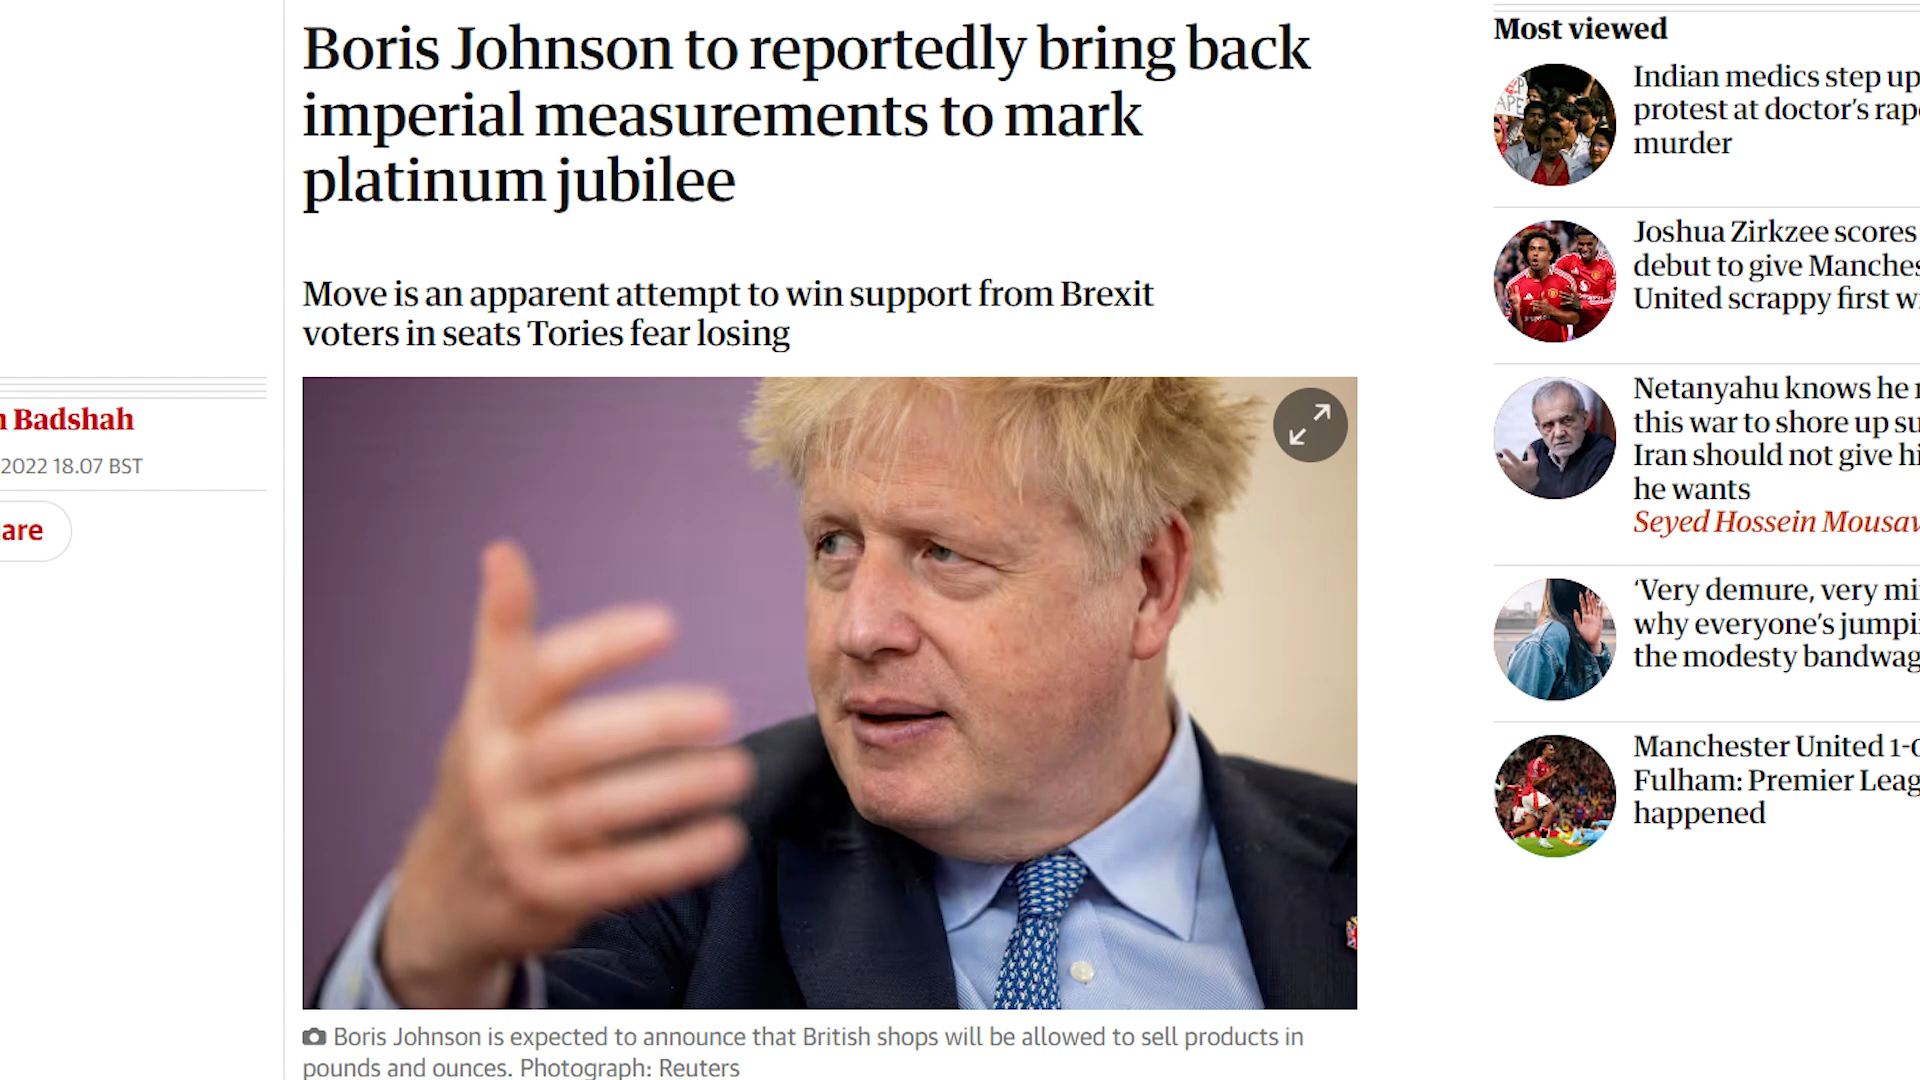 Boris Johnson to reportedly bring back
imperial measurements to mark
platinum jubilee
Move is an apparent attempt to win support from Brexit
voters in seats Tories fear losing
Badshah
2022 18.07 BST
are
Boris Johnson is expected to announce that British shops will be allowed to sell products in
pounds and ounces. Photograph: Reuters
Most viewed
Indian medics step up
protest at doctor's rap
murder
Joshua Zirkzee scores
debut to give Manches
United scrappy first w
Netanyahu knows he
this war to shore up su
Iran should not give hi
he wants
Seyed Hossein Mousav
'Very demure, very mi
why everyone's jumpi
the modesty bandwag
Manchester United 1-0
Fulham: Premier Leag
happened